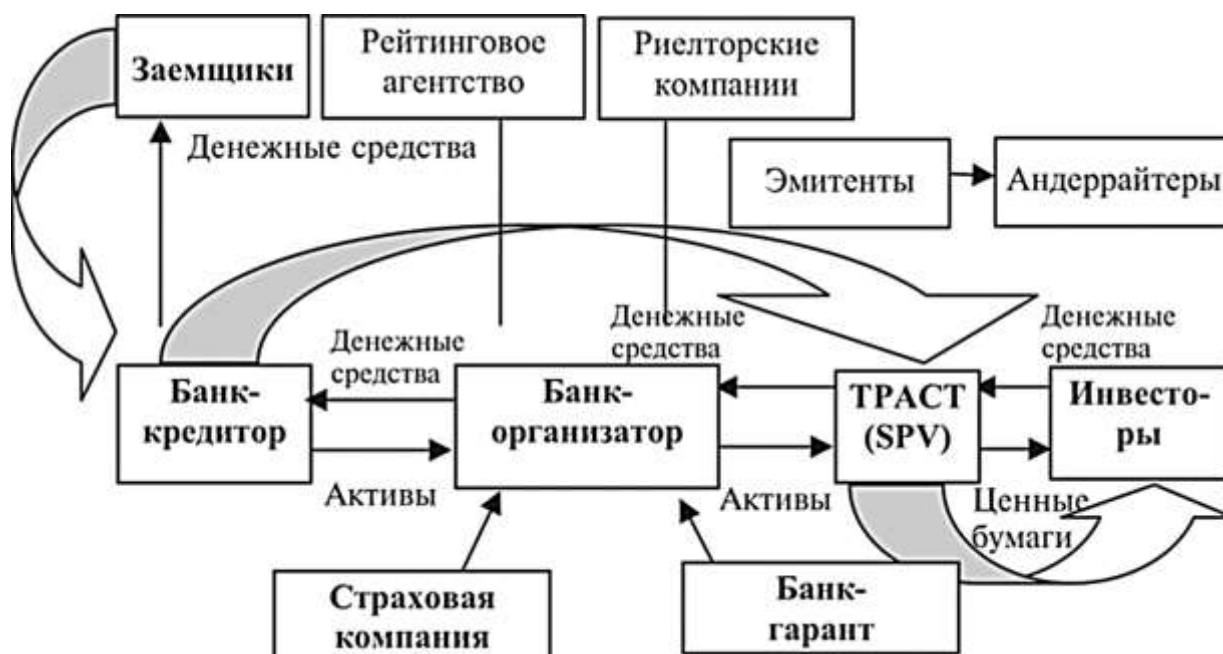 Заемщики
Рейтинговое
агентство
Риелторские
компании
Денежные средства
Эмитенты
Андеррайтеры
Денежные
средства
Денежные
средства
Денежные
средства
Банк-
кредитор
Банк-
организатор
ТРАСТ
(SPV)
Инвесто-
ры
Активы
Активы
Ценные
бумаги
Страховая
компания
Банк-
гарант